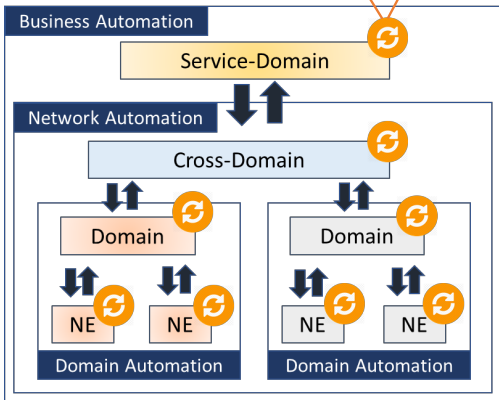 Business Automation
Service-Domain
Network Automation
Cross-Domain
Domain
Domain
NE
NE
NE
NE
Domain Automation
Domain Automation